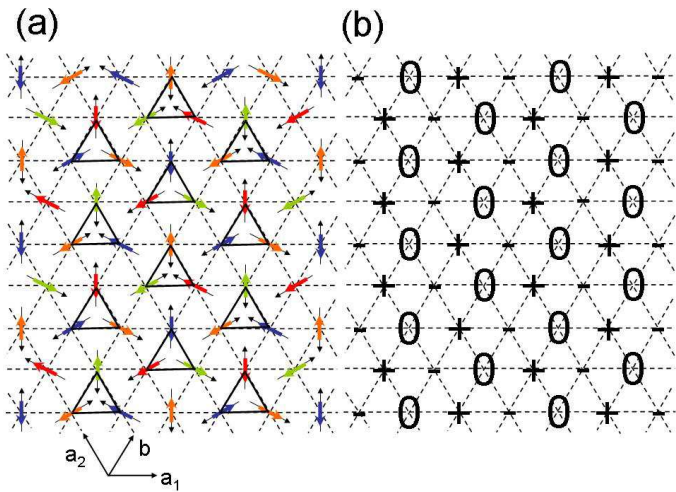 (a)
(b)
- 0 + - 0 + -
+ - 0 + - 0
- 0 + - 0 + -
+ - 0 + - 0
- 0 + - 0 + -
+ - 0 + - 0
- 0 + - 0 + -
+ - 0 + - 0
- 0 + - 0 + -
a₂ b
a₁